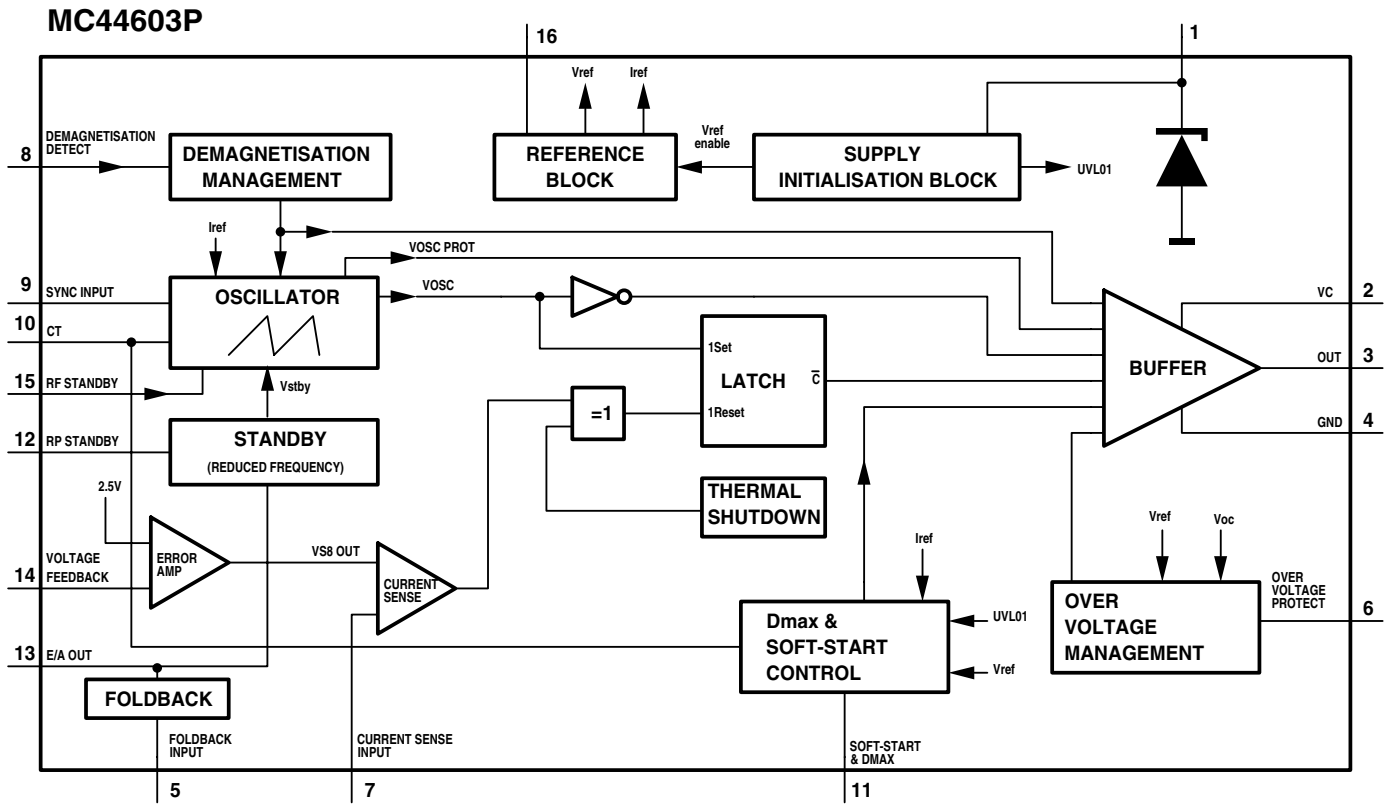 MC44603P
16
1
Vref
Iref
8
DEMAGNETISATION
DETECT
DEMAGNETISATION
MANAGEMENT
REFERENCE
BLOCK
Vref
enable
SUPPLY
INITIALISATION BLOCK
UVL01
Iref
VOSC PROT
9
SYNC INPUT
OSCILLATOR
VOSC
VC
2
10
CT
1Set
LATCH
C̅
BUFFER
OUT
3
15
RF STANDBY
Vstby
=1
1Reset
12
RP STANDBY
STANDBY
(REDUCED FREQUENCY)
GND
4
2.5V
THERMAL
SHUTDOWN
Vref
Voc
Iref
14
VOLTAGE
FEEDBACK
ERROR
AMP
VS8 OUT
CURRENT
SENSE
OVER
VOLTAGE
PROTECT
6
Dmax &
SOFT-START
CONTROL
UVL01
Vref
OVER
VOLTAGE
MANAGEMENT
13
E/A OUT
FOLDBACK
FOLDBACK
INPUT
CURRENT SENSE
INPUT
SOFT-START
& DMAX
5
7
11